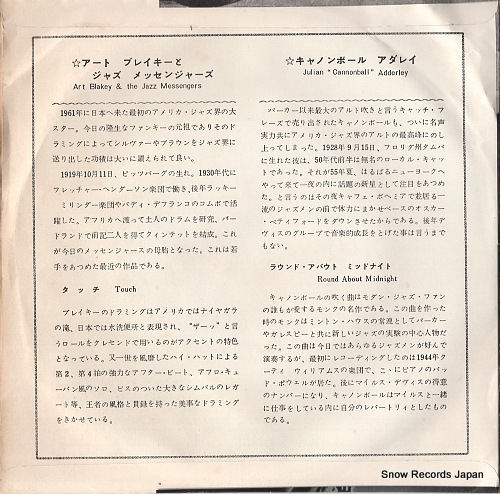 ☆アート ブレイキーと
ジャズ メッセンジャーズ
Art Blakey & the Jazz Messengers
1961年に日本へ来た最初のアメリカ・ジャズ界の大
スター。今日の隆生なファンキーの元祖でありそのド
ラミングによってシルヴァーやブラウンをジャズ界に
送り出した功積は大いに讃えられて良い。
1919年10月11日、ピッツバーグの生れ。1930年代に
フレッチャー・ヘンダーソン楽団で働き、後年ラッキー
ミリンダー楽団やバディ・デフランコのコムボで活
躍した。アフリカへ渡って土人のドラムを研究、バー
ドランドで前記二人を得てクィンテットを結成。これ
が今日のメッセンジャースの母胎となった。これは若
手をあつめた最近の作品である。
タッチ Touch
ブレイキーのドラミングはアメリカではナイヤガラ
の滝、日本では水洗便所と表現され、“ザーッ”と言
うロールをクレセンドで用いるのがアクセントの特色
となっている。又一世を風靡したハイ・ハットによる
第2、第4拍の強力なアフター・ビート、アフロ・キュ
ーバン風のソロ、ビスのついた大きなシムバルのレガ
ート等、王者の風格と貫録を持った美事なドラミング
をきかせている。
☆キャノンボール アダレイ
Julian "Cannonball" Adderley
パーカー以来最大のアルト吹きと言うキャッチ・フ
レーズで売り出されたキャノンボールも、ついに名声
実力共にアメリカ・ジャズ界のアルトの最高峰にのし
上ってしまった。1928年9月15日、フロリダ州タムパ
に生れた彼は、50年代前半は無名のローカル・キャッ
トであった。それが55年夏、はるばるニューヨークへ
やって来て一夜の内に話題の新星として注目をあつめ
た。と言うのはその夜キャフェ・ボヘミアで並居る一
流のジャズメンの前で体力にまかせベースのオスカー
・ペティフォードをダウンさせたからである。後年デ
ヴィスのグループで音楽的成長をとげた事は言うまで
もない。
ラウンド・アバウト ミッドナイト
Round About Midnight
キャノンボールの吹く曲はモダン・ジャズ・ファン
の誰もが愛するモンクの名作である。この曲を作った
時のモンクはミントン・ハウスの常連としてパーカー
やガレスピーと共に新しいジャズの実験の中心人物だ
った。この曲は今日ではあらゆるジャズメンが好んで
演奏するが、最初にレコーディングしたのは1944年ク
ーティ ウィリアムスの楽団で、こゝにピアノのバッ
ド・ポウェルが居た。後にマイルス・デヴィスの得意
のナンバーになり、キャノンボールはマイルスと一緒
に仕事をしている内に自分のレパートリィとしたもの
である。
Snow Records Japan